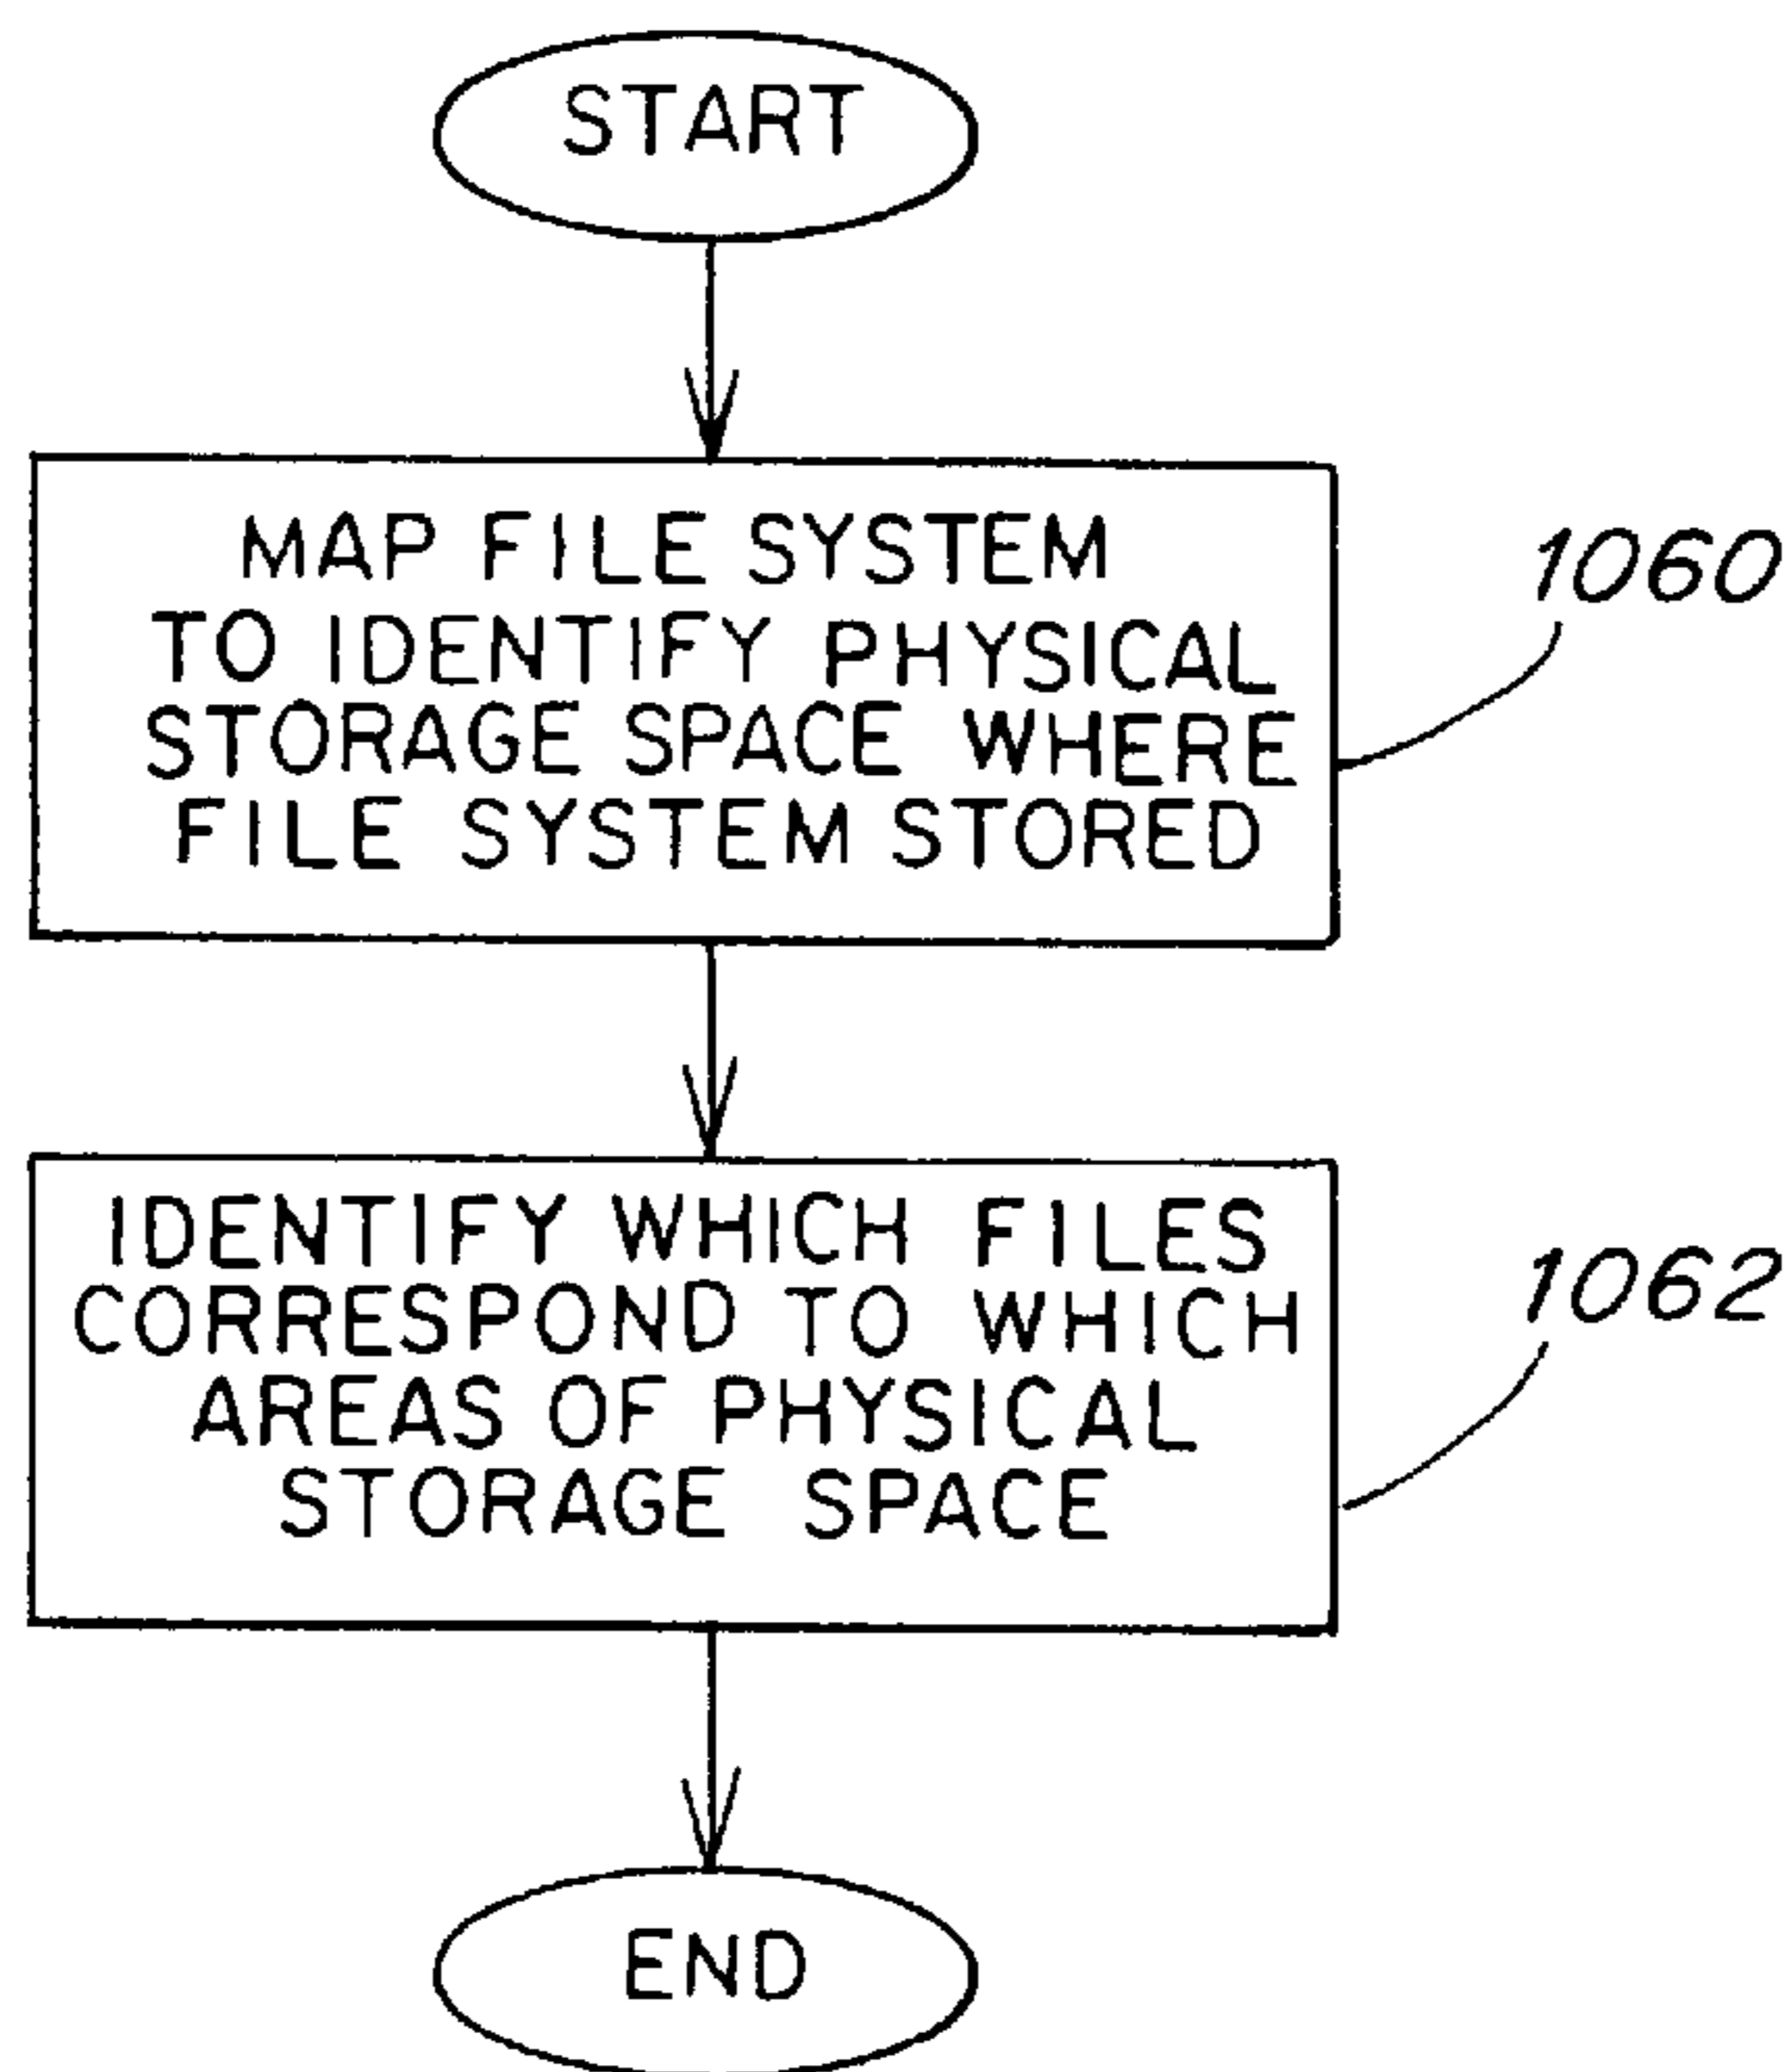 START
MAP FILE SYSTEM
TO IDENTIFY PHYSICAL
STORAGE SPACE WHERE
FILE SYSTEM STORED
1060
IDENTIFY WHICH FILES
CORRESPOND TO WHICH
AREAS OF PHYSICAL
STORAGE SPACE
1062
END